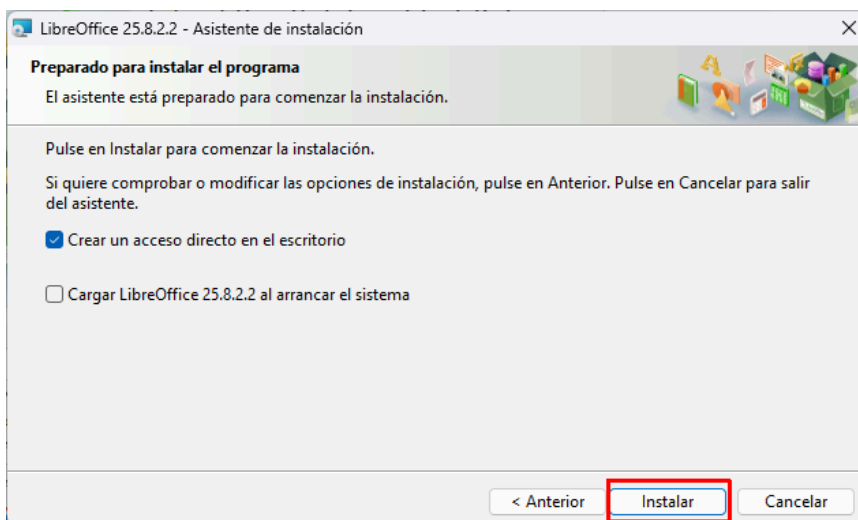 LibreOffice 25.8.2.2 - Asistente de instalación
Preparado para instalar el programa
El asistente está preparado para comenzar la instalación.
Pulse en Instalar para comenzar la instalación.
Si quiere comprobar o modificar las opciones de instalación, pulse en Anterior. Pulse en Cancelar para salir
del asistente.
Crear un acceso directo en el escritorio
Cargar LibreOffice 25.8.2.2 al arrancar el sistema
< Anterior
Instalar
Cancelar